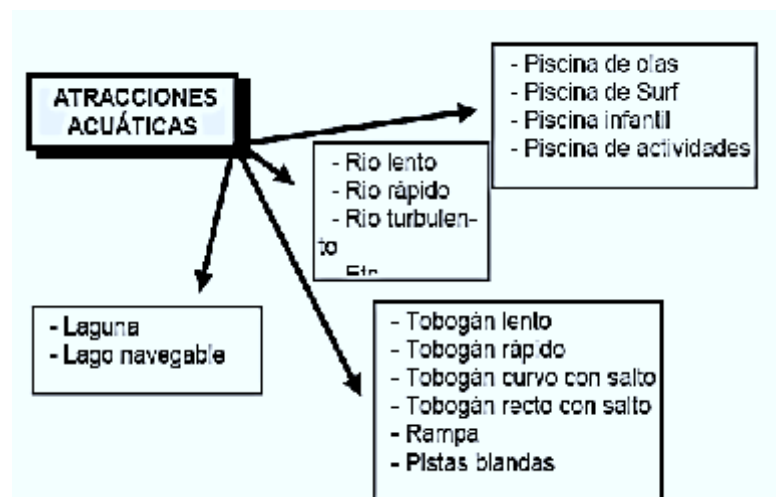 ATRACCIONES
ACUÁTICAS
- Piscina de olas
- Piscina de Surf
- Piscina infantil
- Piscina de actividades
- Rio lento
- Rio rápido
- Rio turbulen-
to
- Etc
- Laguna
- Lago navegable
- Tobogán lento
- Tobogán rápido
- Tobogán curvo con salto
- Tobogán recto con salto
- Rampa
- Pistas blandas